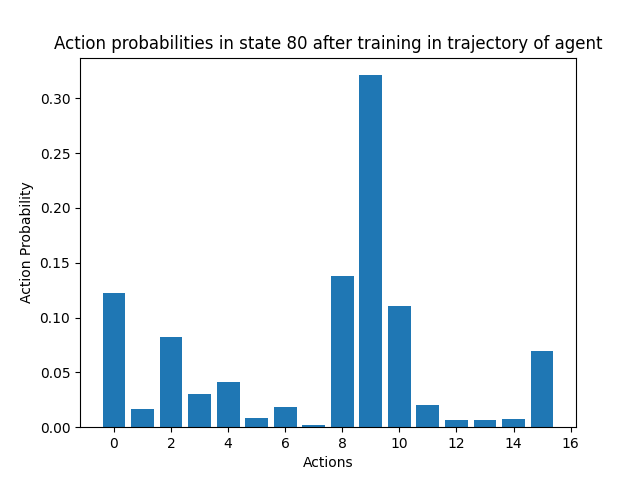 Action probabilities in state 80 after training in trajectory of agent
0.30
0.25
0.20
0.15
0.10
0.05
0.00
Action Probability
0 2 4 6 8 10 12 14 16
Actions